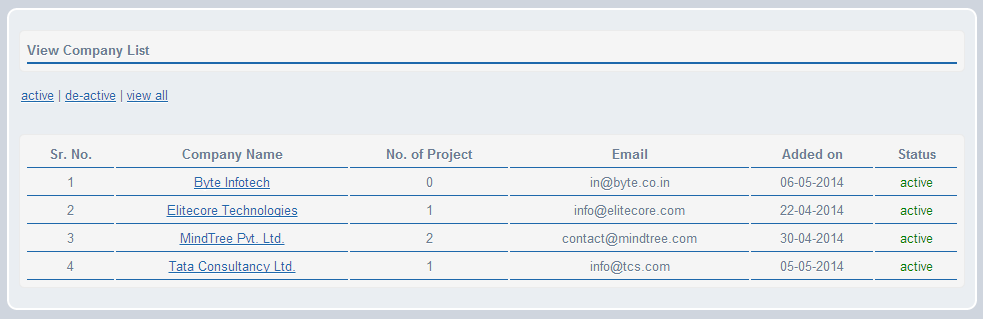 View Company List
active | de-active | view all
Sr. No. Company Name No. of Project Email Added on Status
1 Byte Infotech 0 in@byte.co.in 06-05-2014 active
2 Elitecore Technologies 1 info@elitecore.com 22-04-2014 active
3 MindTree Pvt. Ltd. 2 contact@mindtree.com 30-04-2014 active
4 Tata Consultancy Ltd. 1 info@tcs.com 05-05-2014 active